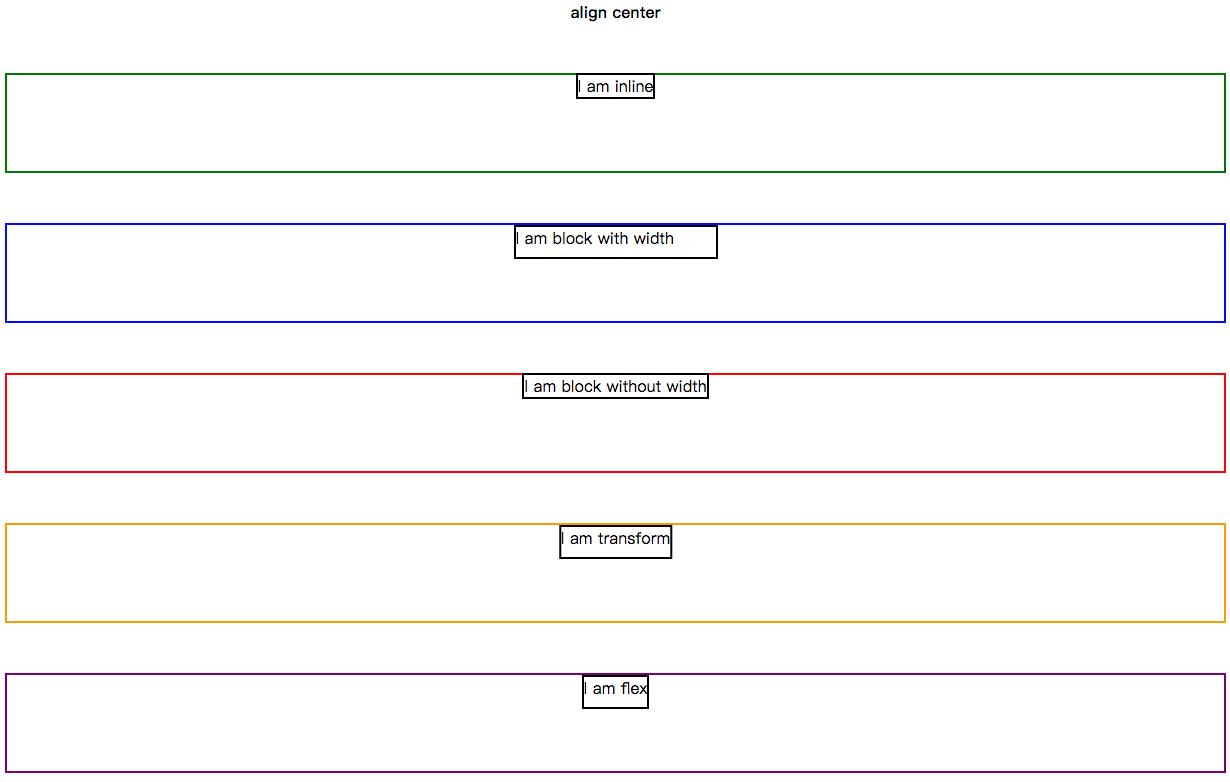 align center
I am inline
I am block with width
I am block without width
I am transform
I am flex